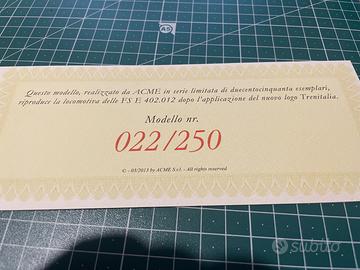 A5
Questo modello, realizzato da ACME in serie limitata di duecentocinquanta esemplari,
riproduce la locomotiva delle FS E 402.012 dopo l'applicazione del nuovo logo Trenitalia.
Modello nr.
022/250
© - 03/2013 by ACME S.r.l. - All rights reserved
subito